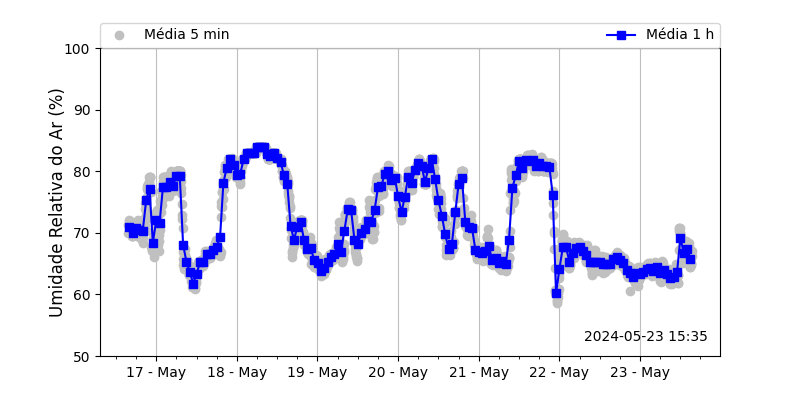 Média 5 min
Média 1 h
Umidade Relativa do Ar (%)
100
90
80
70
60
50
2024-05-23 15:35
17 - May
18 - May
19 - May
20 - May
21 - May
22 - May
23 - May